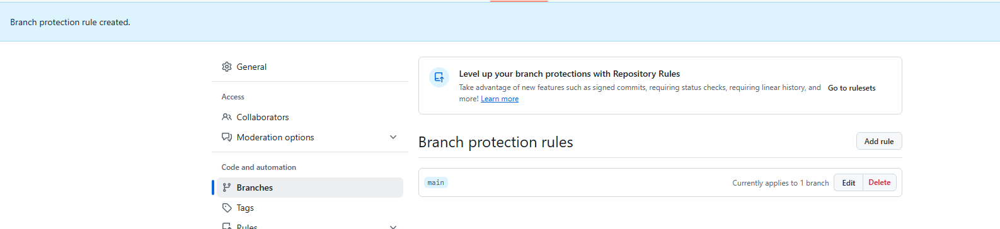 Branch protection rule created.
General
Access
Collaborators
Moderation options
Code and automation
Branches
Tags
Rules
Level up your branch protections with Repository Rules
Take advantage of new features such as signed commits, requiring status checks, requiring linear history, and
more! Learn more
Go to rulesets
Branch protection rules
Add rule
main
Currently applies to 1 branch
Edit
Delete